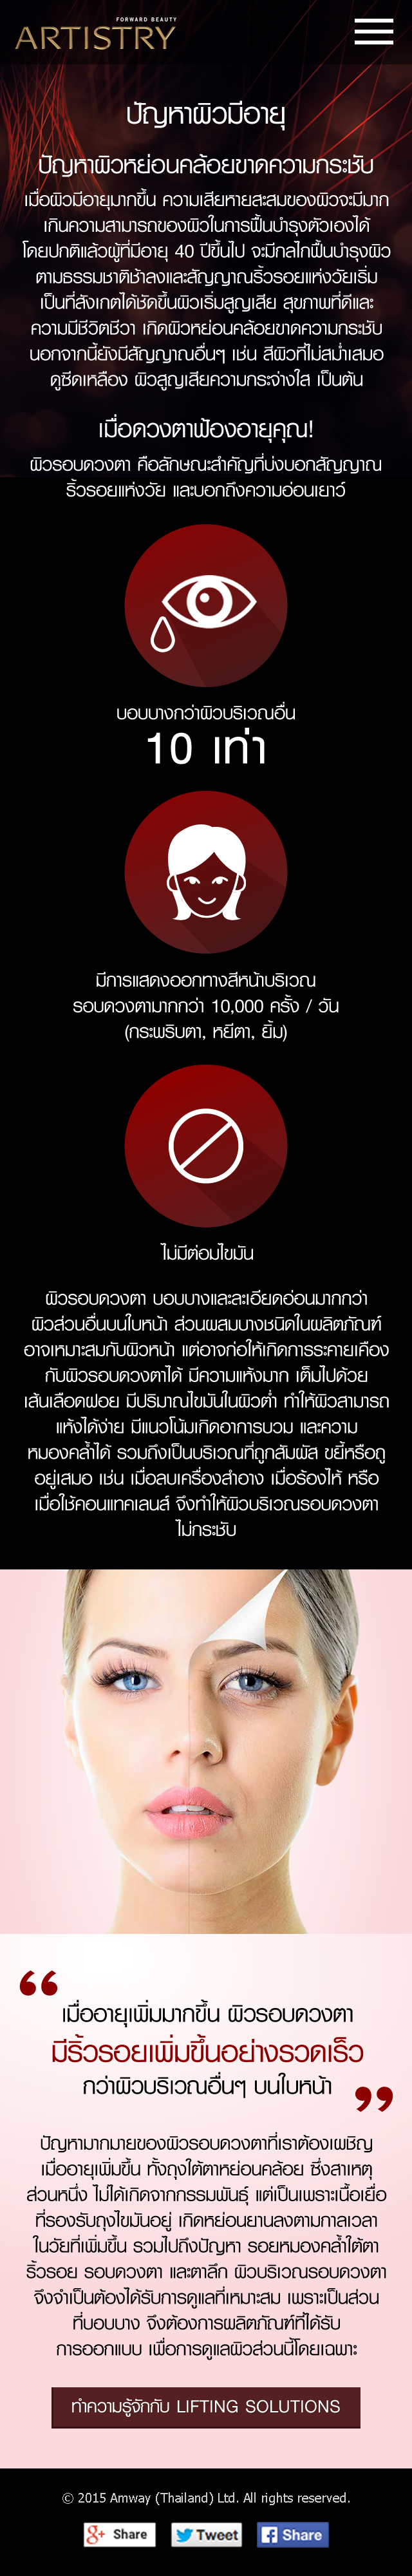 FORWARD BEAUTY
ARTISTRY
ปัญหาผิวมีอายุ
ปัญหาผิวหย่อนคล้อยขาดความกระชับ
เมื่อผิวมีอายุมากขึ้น ความเสียหายสะสมของผิวจะมีมาก
เกินความสามารถของผิวในการฟื้นบำรุงตัวเองได้
โดยปกติแล้วผู้ที่มีอายุ 40 ปีขึ้นไป จะมีกลไกฟื้นบำรุงผิว
ตามธรรมชาติช้าลงและสัญญาณริ้วรอยแห่งวัยเริ่ม
เป็นที่สังเกตได้ชัดขึ้นผิวเริ่มสูญเสีย สุขภาพที่ดีและ
ความมีชีวิตชีวา เกิดผิวหย่อนคล้อยขาดความกระชับ
นอกจากนี้ยังมีสัญญาณอื่นๆ เช่น สีผิวที่ไม่สม่ำเสมอ
ดูซีดเหลือง ผิวสูญเสียความกระจ่างใส เป็นต้น
เมื่อดวงตาฟ้องอายุคุณ!
ผิวรอบดวงตา คือลักษณะสำคัญที่บ่งบอกสัญญาณ
ริ้วรอยแห่งวัย และบอกถึงความอ่อนเยาว์
บอบบางกว่าผิวบริเวณอื่น
10 เท่า
มีการแสดงออกทางสีหน้าบริเวณ
รอบดวงตามากกว่า 10,000 ครั้ง / วัน
(กระพริบตา, หยีตา, ยิ้ม)
ไม่มีต่อมไขมัน
ผิวรอบดวงตา บอบบางและละเอียดอ่อนมากกว่า
ผิวส่วนอื่นบนใบหน้า ส่วนผสมบางชนิดในผลิตภัณฑ์
อาจเหมาะสมกับผิวหน้า แต่อาจก่อให้เกิดการระคายเคือง
กับผิวรอบดวงตาได้ มีความแห้งมาก เต็มไปด้วย
เส้นเลือดฝอย มีปริมาณไขมันในผิวต่ำ ทำให้ผิวสามารถ
แห้งได้ง่าย มีแนวโน้มเกิดอาการบวม และความ
หมองคล้ำได้ รวมถึงเป็นบริเวณที่ถูกสัมผัส ขยี้หรือถู
อยู่เสมอ เช่น เมื่อลบเครื่องสำอาง เมื่อร้องไห้ หรือ
เมื่อใช้คอนแทคเลนส์ จึงทำให้ผิวบริเวณรอบดวงตา
ไม่กระชับ
“
เมื่ออายุเพิ่มมากขึ้น ผิวรอบดวงตา
มีริ้วรอยเพิ่มขึ้นอย่างรวดเร็ว
กว่าผิวบริเวณอื่นๆ บนใบหน้า ”
ปัญหามากมายของผิวรอบดวงตาที่เราต้องเผชิญ
เมื่ออายุเพิ่มขึ้น ทั้งถุงใต้ตาหย่อนคล้อย ซึ่งสาเหตุ
ส่วนหนึ่ง ไม่ได้เกิดจากกรรมพันธุ์ แต่เป็นเพราะเนื้อเยื่อ
ที่รองรับถุงไขมันอยู่ เกิดหย่อนยานลงตามกาลเวลา
ในวัยที่เพิ่มขึ้น รวมไปถึงปัญหา รอยหมองคล้ำใต้ตา
ริ้วรอย รอบดวงตา และตาลึก ผิวบริเวณรอบดวงตา
จึงจำเป็นต้องได้รับการดูแลที่เหมาะสม เพราะเป็นส่วน
ที่บอบบาง จึงต้องการผลิตภัณฑ์ที่ได้รับ
การออกแบบ เพื่อการดูแลผิวส่วนนี้โดยเฉพาะ
ทำความรู้จักกับ LIFTING SOLUTIONS
© 2015 Amway (Thailand) Ltd. All rights reserved.
g+ Share Tweet f Share